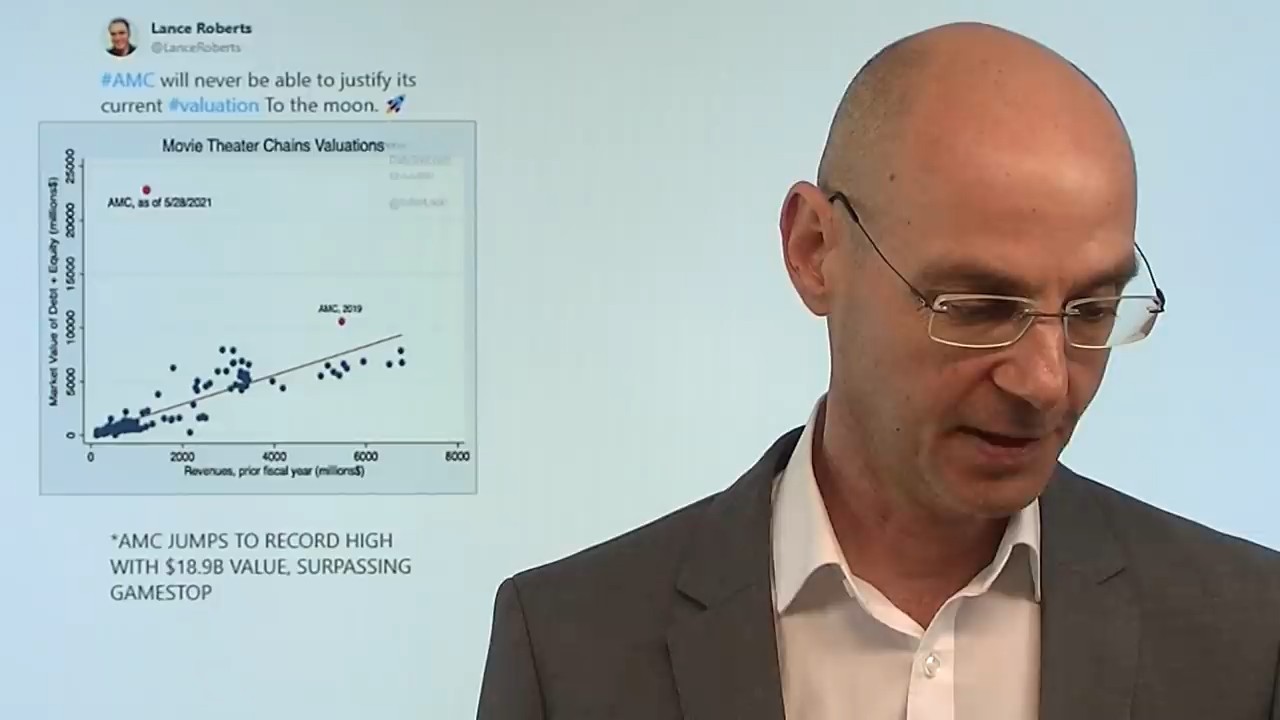 Lance Roberts
@LanceRoberts
#AMC will never be able to justify its
current #valuation To the moon. 🚀
Movie Theater Chains Valuations
Market Value of Debt + Equity (millions$)
25000
20000
15000
10000
5000
0
AMC, as of 5/28/2021
AMC, 2019
0 2000 4000 6000 8000
Revenues, prior fiscal year (millions$)
*AMC JUMPS TO RECORD HIGH
WITH $18.9B VALUE, SURPASSING
GAMESTOP